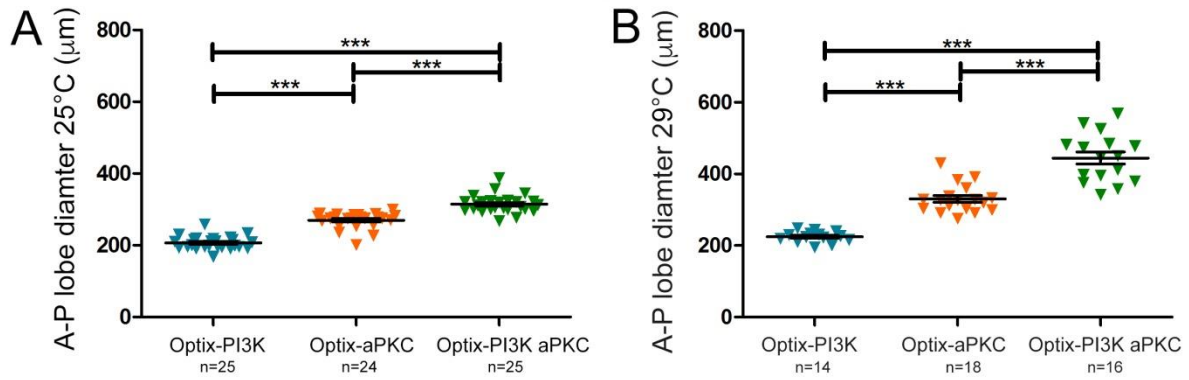 A
A-P lobe diamter 25°C (μm)
800
600
400
200
0
***
***
***
Optix-PI3K
n=25
Optix-aPKC
n=24
Optix-PI3K aPKC
n=25
B
A-P lobe diamter 29°C (μm)
800
600
400
200
0
***
***
***
Optix-PI3K
n=14
Optix-aPKC
n=18
Optix-PI3K aPKC
n=16